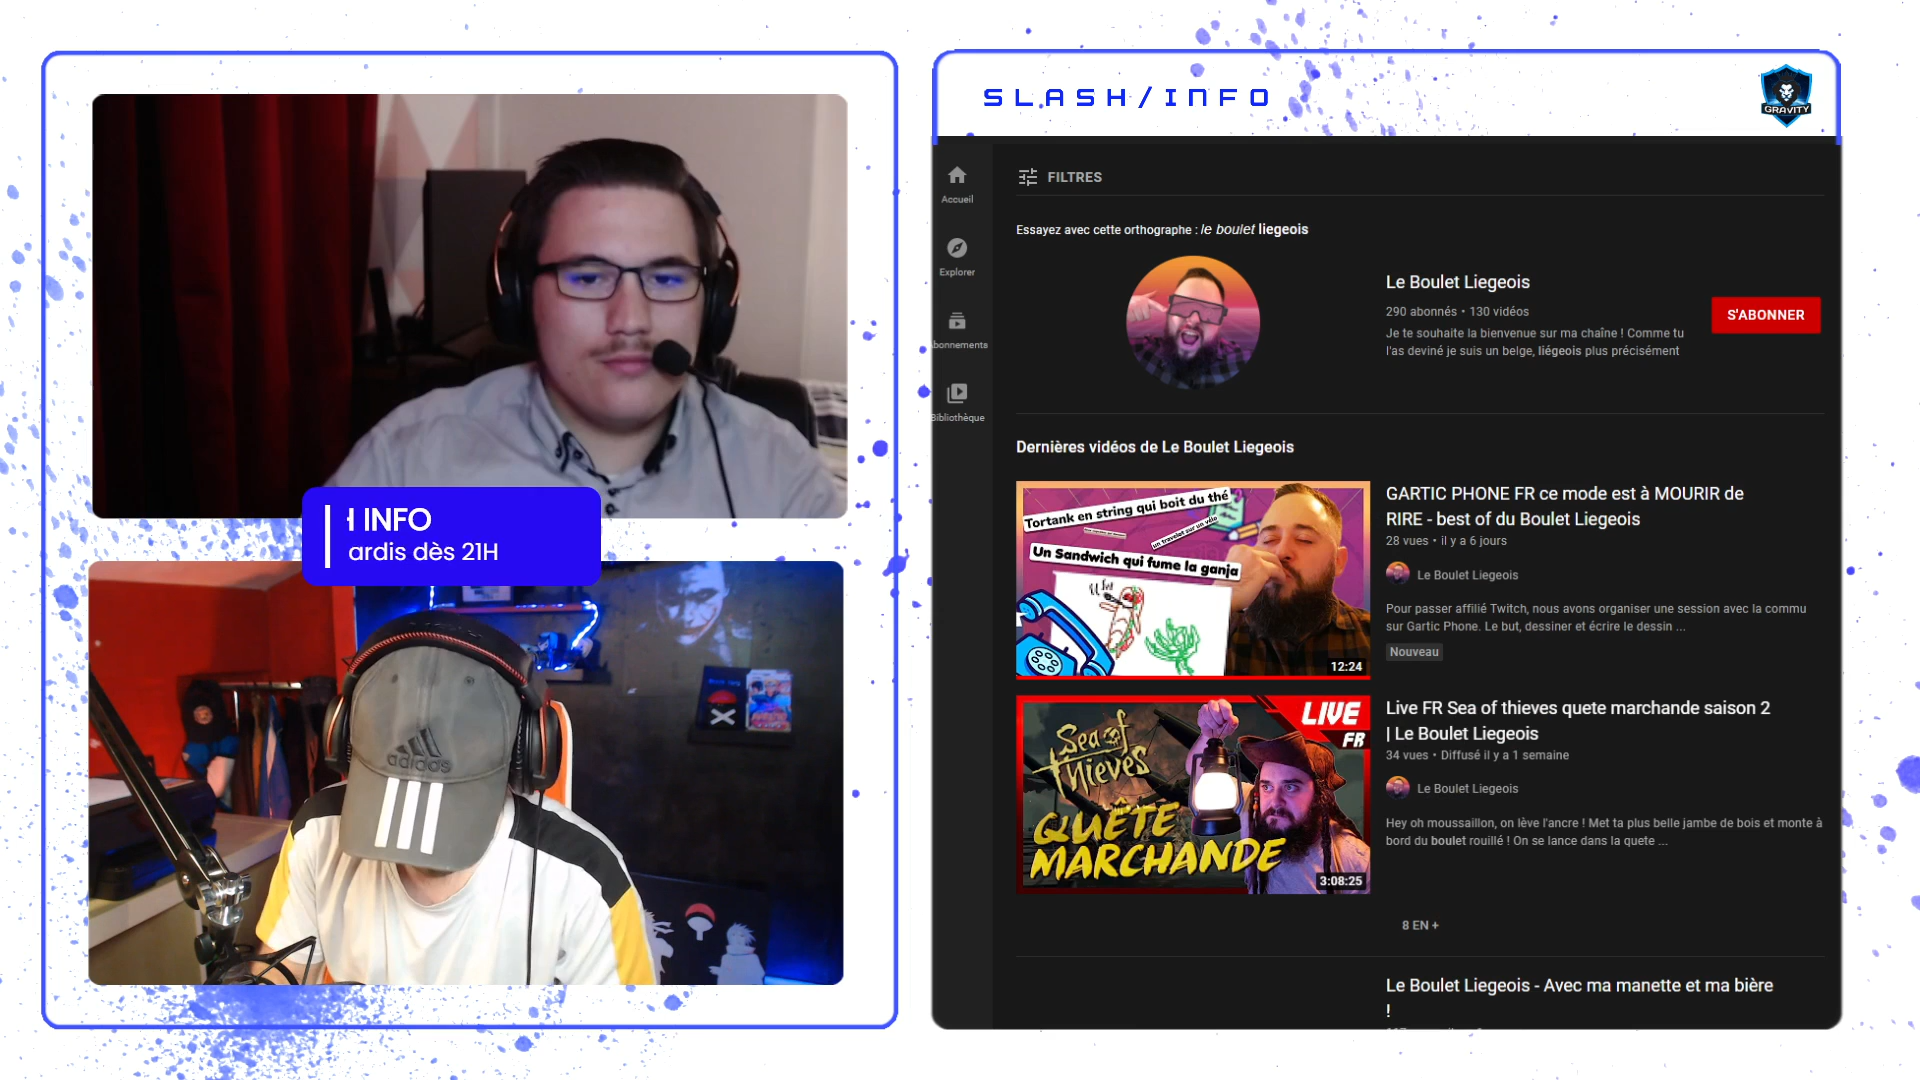 INFO
ardis dès 21H
adidas
SLASH/INFO
GRAVITY
Accueil
Explorer
bonnements
Bibliothèque
FILTRES
Essayez avec cette orthographe : le boulet liegeois
Le Boulet Liegeois
290 abonnés • 130 vidéos
Je te souhaite la bienvenue sur ma chaîne ! Comme tu
l'as deviné je suis un belge, liégeois plus précisément
S'ABONNER
Dernières vidéos de Le Boulet Liegeois
Tortank en string qui boit du thé
un travelot sur un vélo
Un Sandwich qui fume la ganja
12:24
GARTIC PHONE FR ce mode est à MOURIR de
RIRE - best of du Boulet Liegeois
28 vues • il y a 6 jours
Le Boulet Liegeois
Pour passer affilié Twitch, nous avons organiser une session avec la commu
sur Gartic Phone. Le but, dessiner et écrire le dessin ...
Nouveau
Sea of Thieves
LIVE
FR
QUÊTE
MARCHANDE
3:08:25
Live FR Sea of thieves quete marchande saison 2
| Le Boulet Liegeois
34 vues • Diffusé il y a 1 semaine
Le Boulet Liegeois
Hey oh moussaillon, on lève l'ancre ! Met ta plus belle jambe de bois et monte à
bord du boulet rouillé ! On se lance dans la quete ...
8 EN +
Le Boulet Liegeois - Avec ma manette et ma bière
!